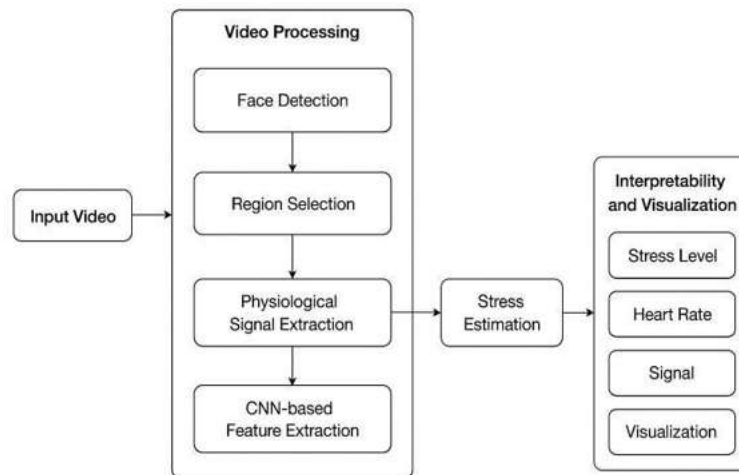 Video Processing
Face Detection
Input Video
Region Selection
Physiological
Signal Extraction
CNN-based
Feature Extraction
Stress
Estimation
Interpretability
and Visualization
Stress Level
Heart Rate
Signal
Visualization